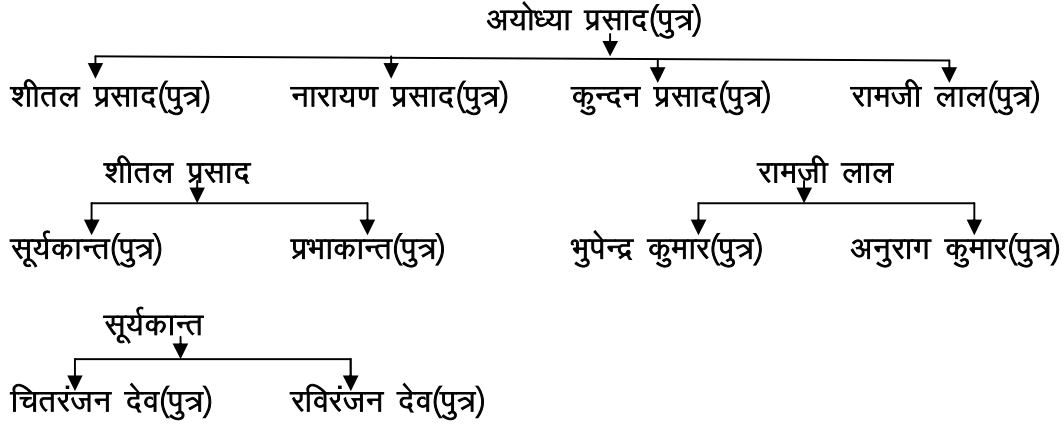 अयोध्या प्रसाद(पुत्र)
शीतल प्रसाद(पुत्र) नारायण प्रसाद(पुत्र) कुन्दन प्रसाद(पुत्र) रामजी लाल(पुत्र)
शीतल प्रसाद रामजी लाल
सूर्यकान्त(पुत्र) प्रभाकान्त(पुत्र) भुपेन्द्र कुमार(पुत्र) अनुराग कुमार(पुत्र)
सूर्यकान्त
चितरंजन देव(पुत्र) रविरंजन देव(पुत्र)